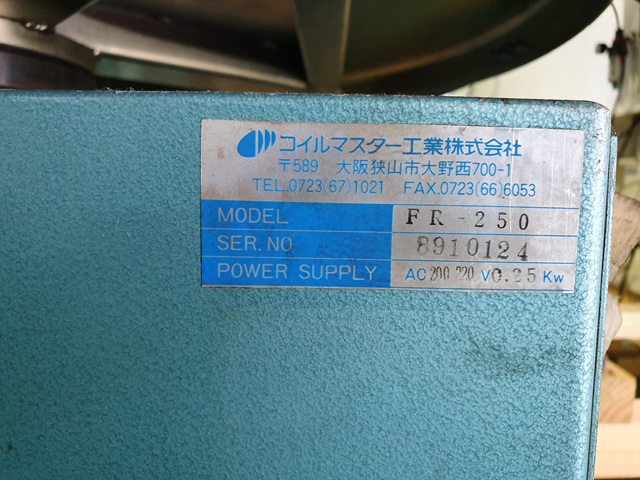 コイルマスター工業株式会社
〒589 大阪狭山市大野西700-1
TEL.0723(67)1021 FAX.0723(66)6053
MODEL FR-250
SER.NO 8910124
POWER SUPPLY AC 200 220 V 0.25 Kw